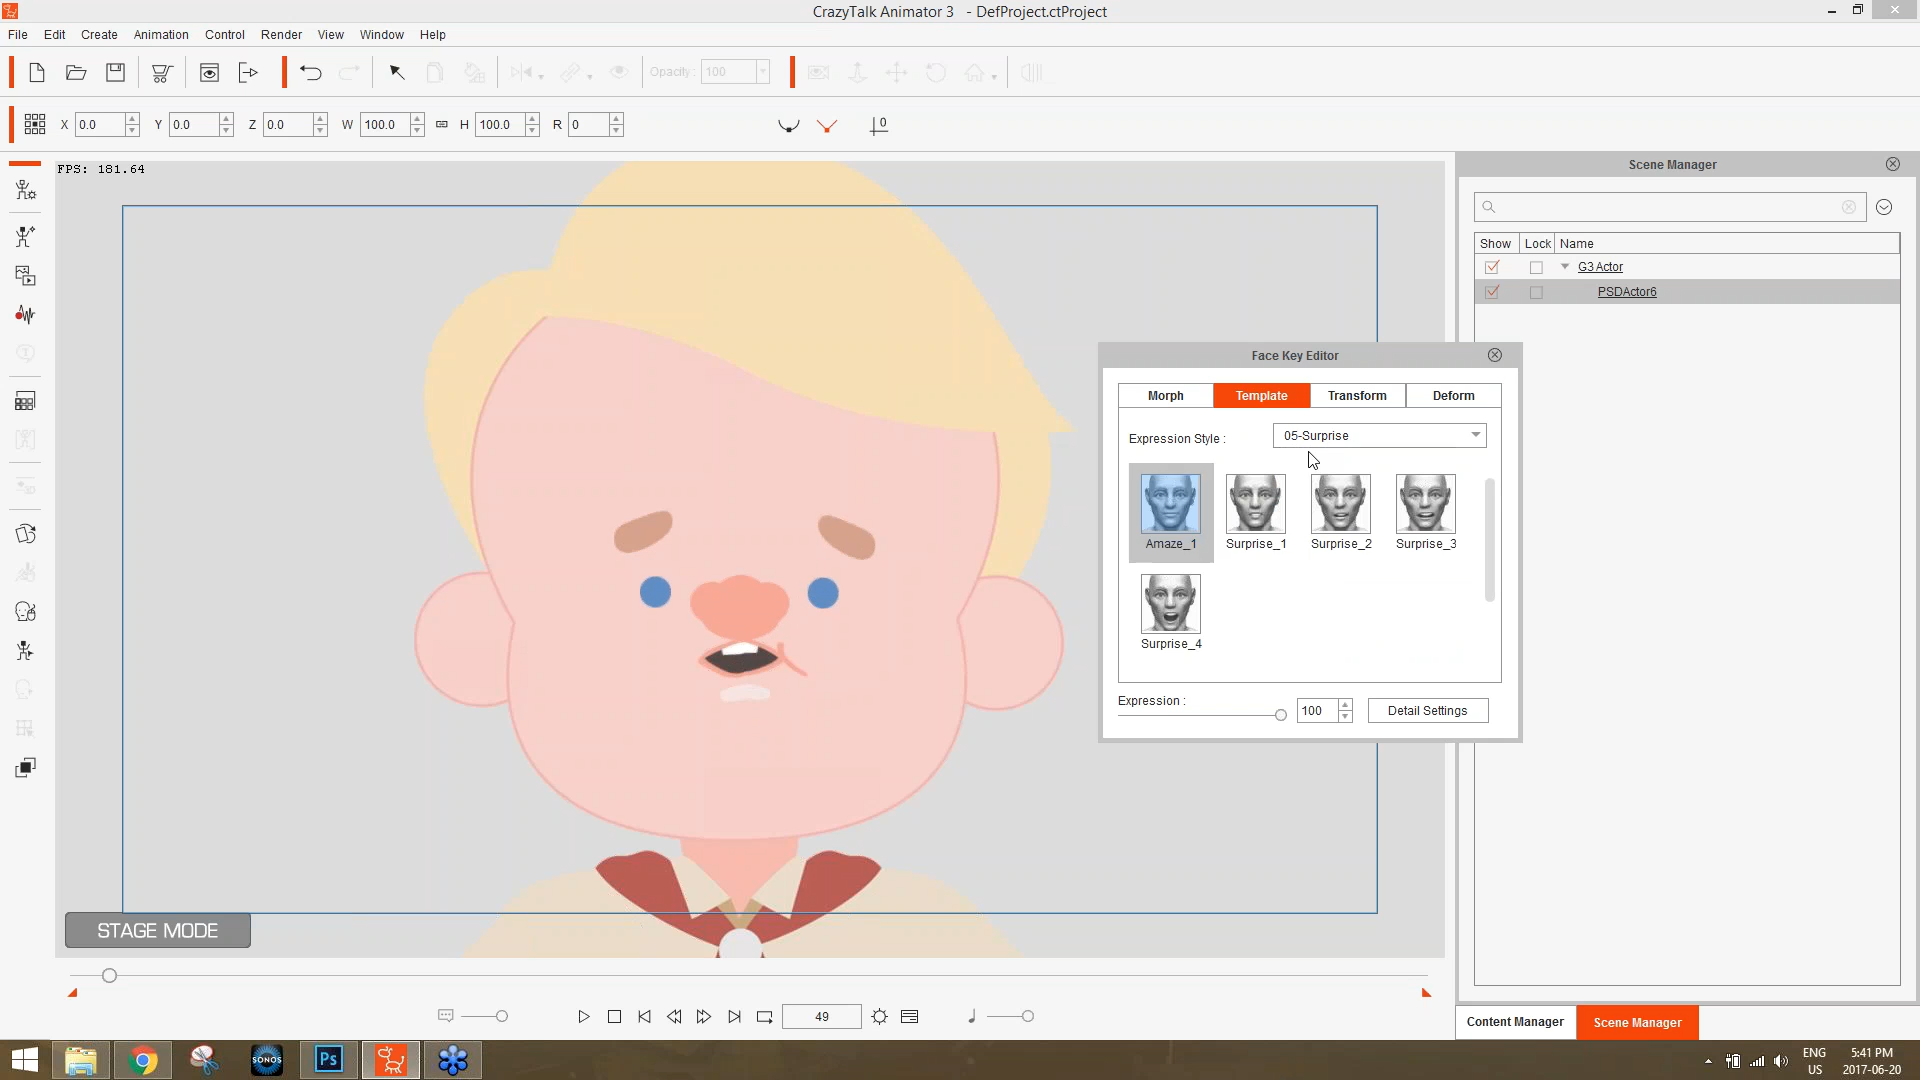 CrazyTalk Animator 3 - DefProject.ctProject
File Edit Create Animation Control Render View Window Help
Opacity : 100
X 0.0 Y 0.0 Z 0.0 W 100.0 H 100.0 R 0
0
FPS: 181.64
Scene Manager
Show Lock Name
G3 Actor
PSDActor6
Face Key Editor
Morph Template Transform Deform
Expression Style : 05-Surprise
Amaze_1 Surprise_1 Surprise_2 Surprise_3
Surprise_4
Expression : 100 Detail Settings
STAGE MODE
49
Content Manager Scene Manager
SONOS Ps
ENG 5:41 PM
US 2017-06-20